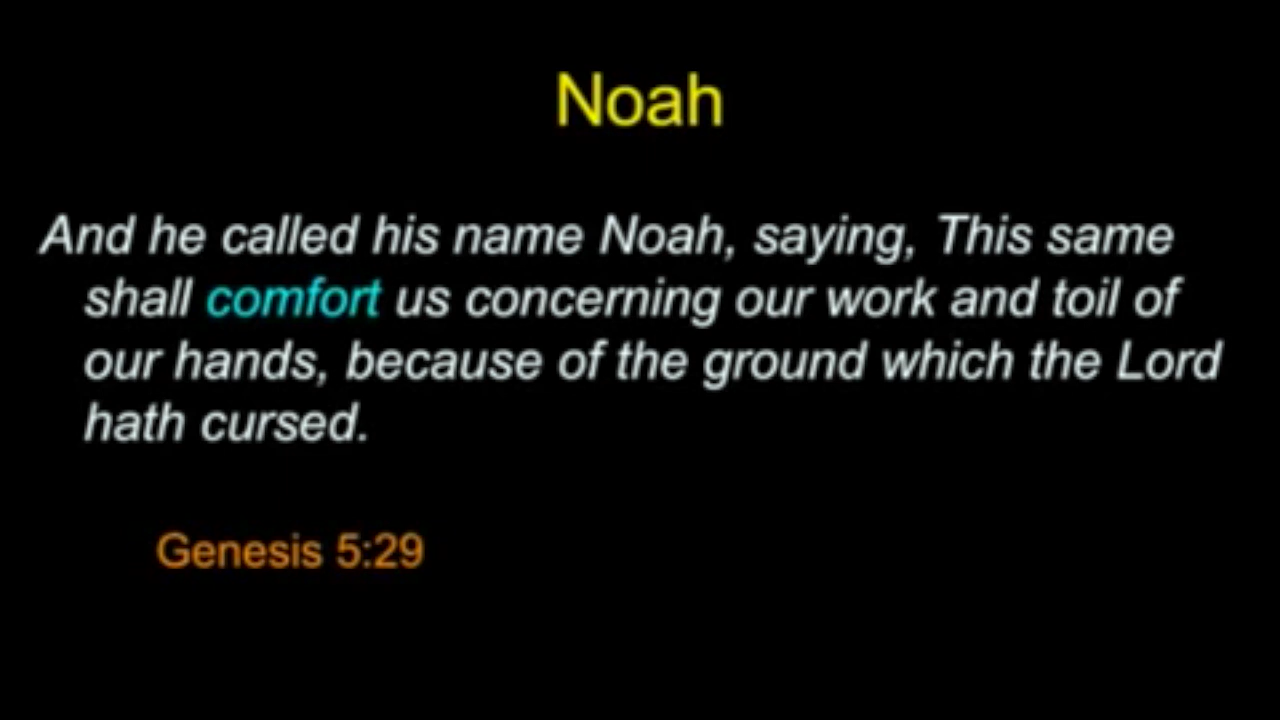 Noah
And he called his name Noah, saying, This same
shall comfort us concerning our work and toil of
our hands, because of the ground which the Lord
hath cursed.
Genesis 5:29